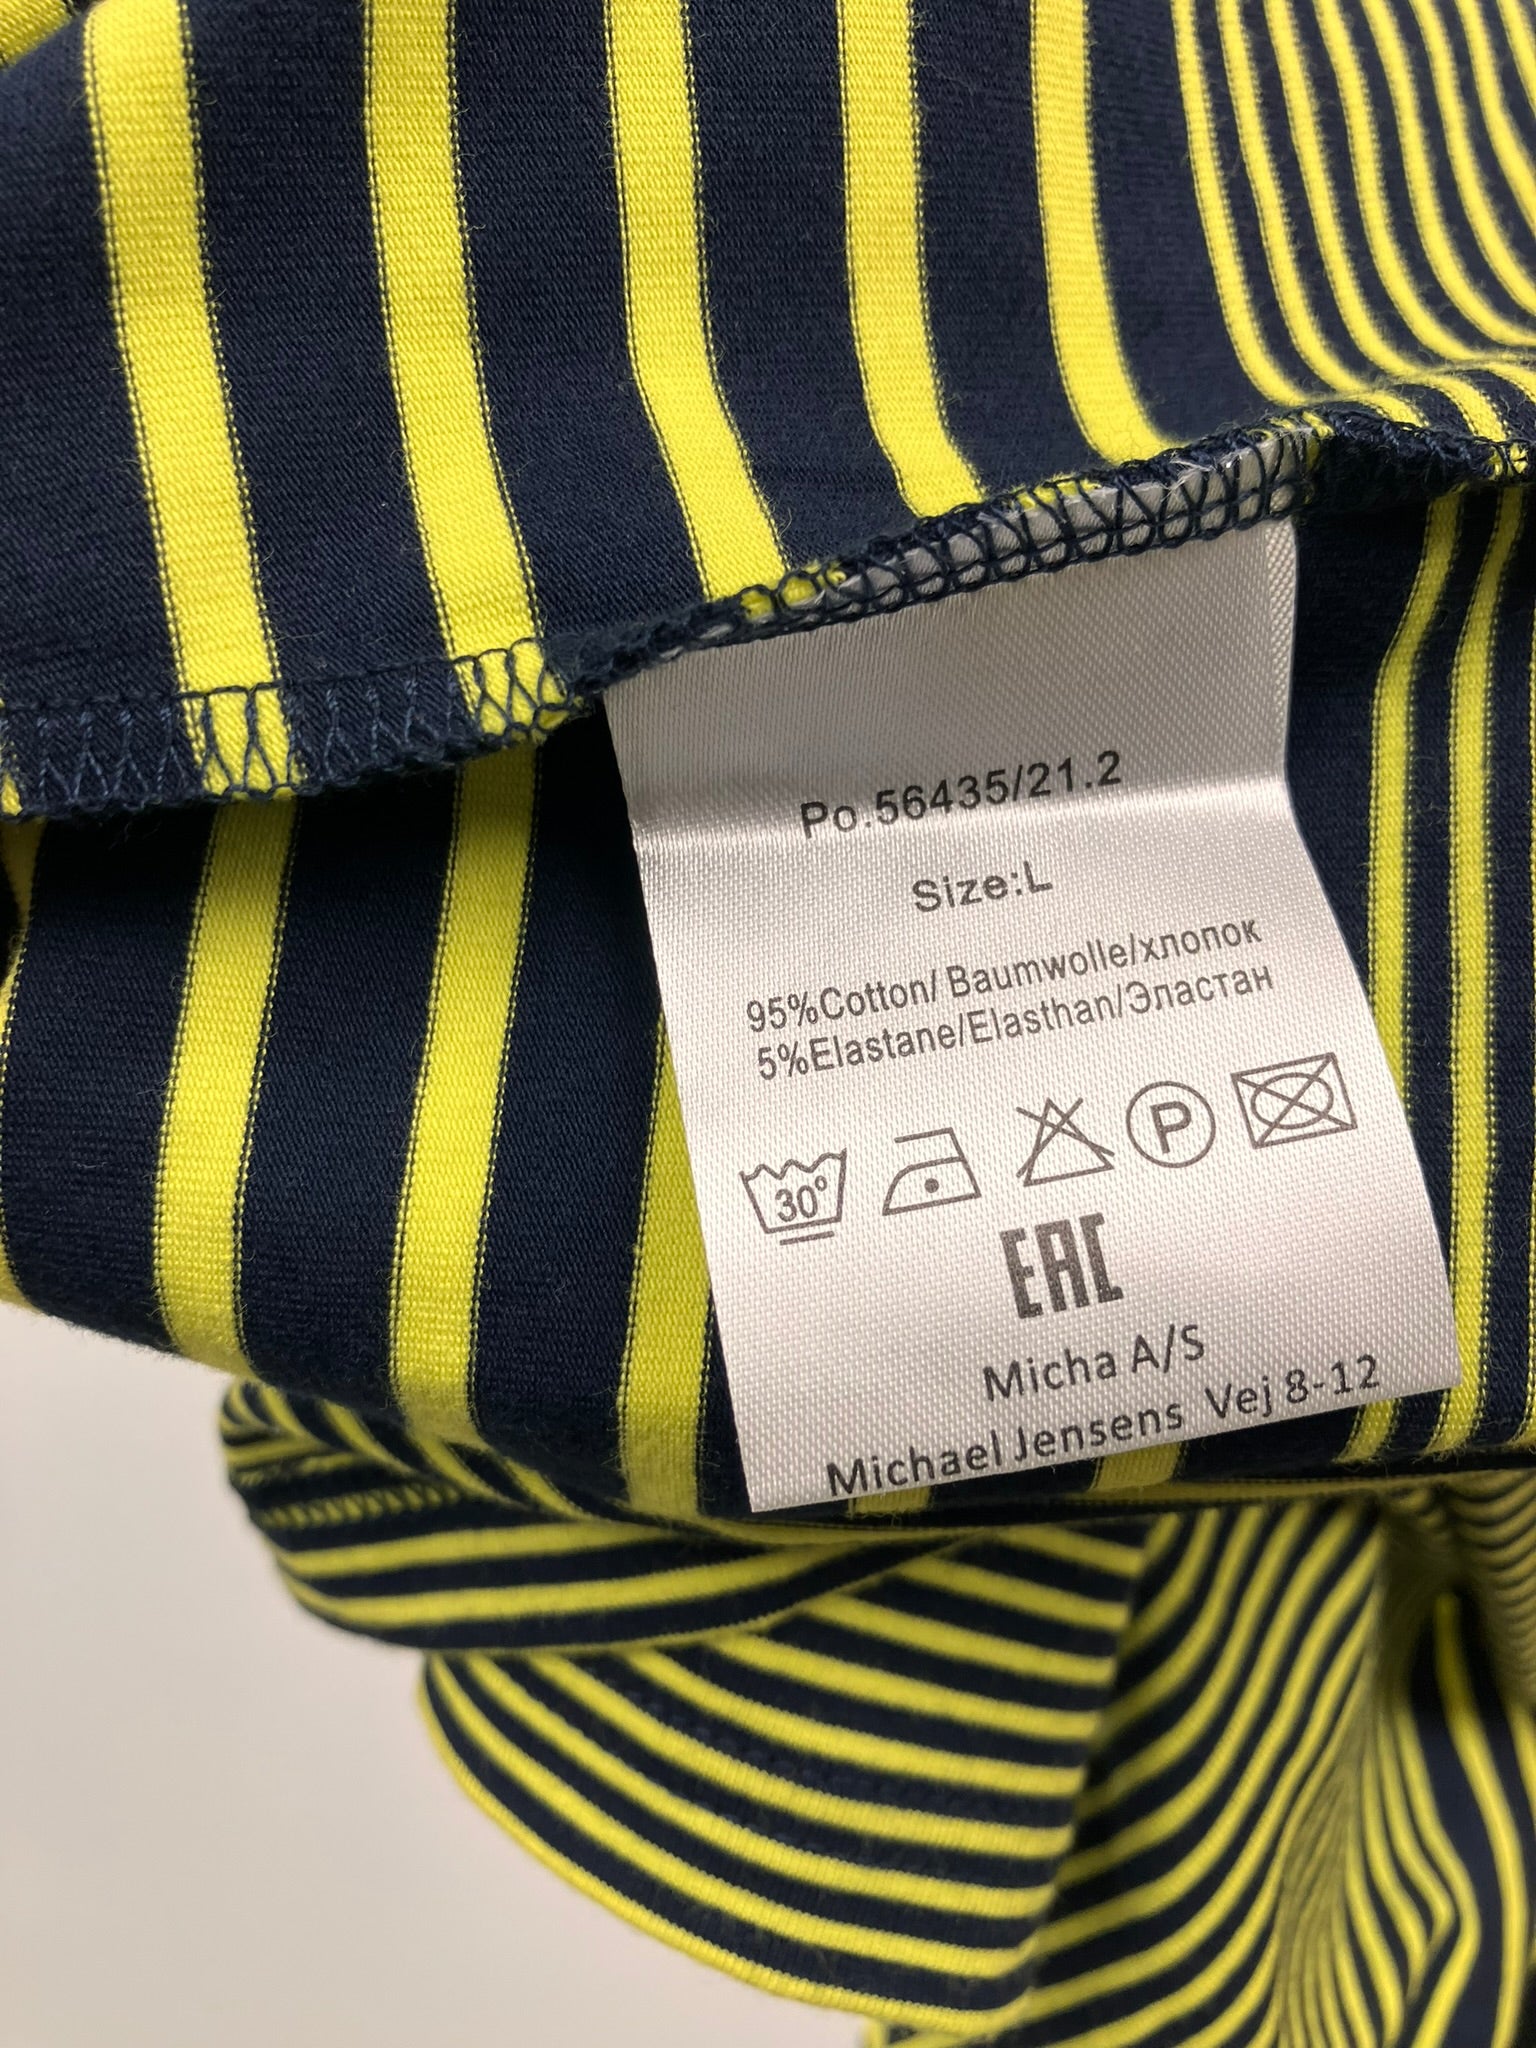 Po.56435/21.2
Size:L
95%Cotton/ Baumwolle/хлопок
5%Elastane/Elasthan/Эластан
30° P
EAC
Micha A/S
Michael Jensens Vej 8-12